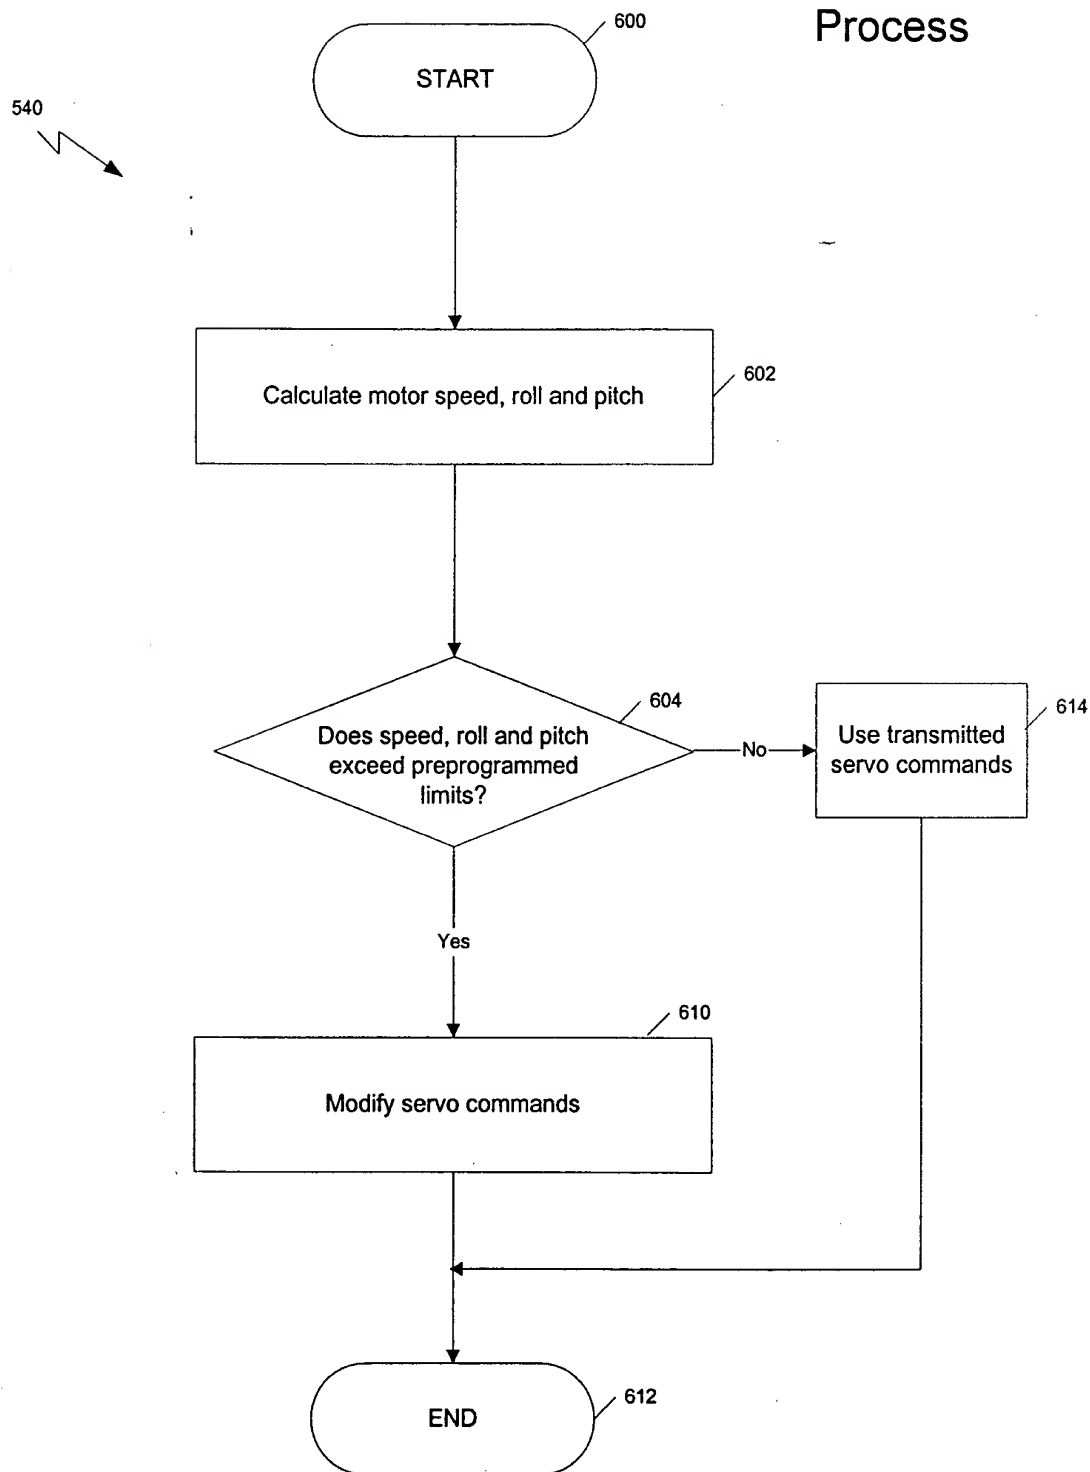 Process
600
START
540
602
Calculate motor speed, roll and pitch
604
Does speed, roll and pitch
exceed preprogrammed
limits?
No
614
Use transmitted
servo commands
Yes
610
Modify servo commands
612
END